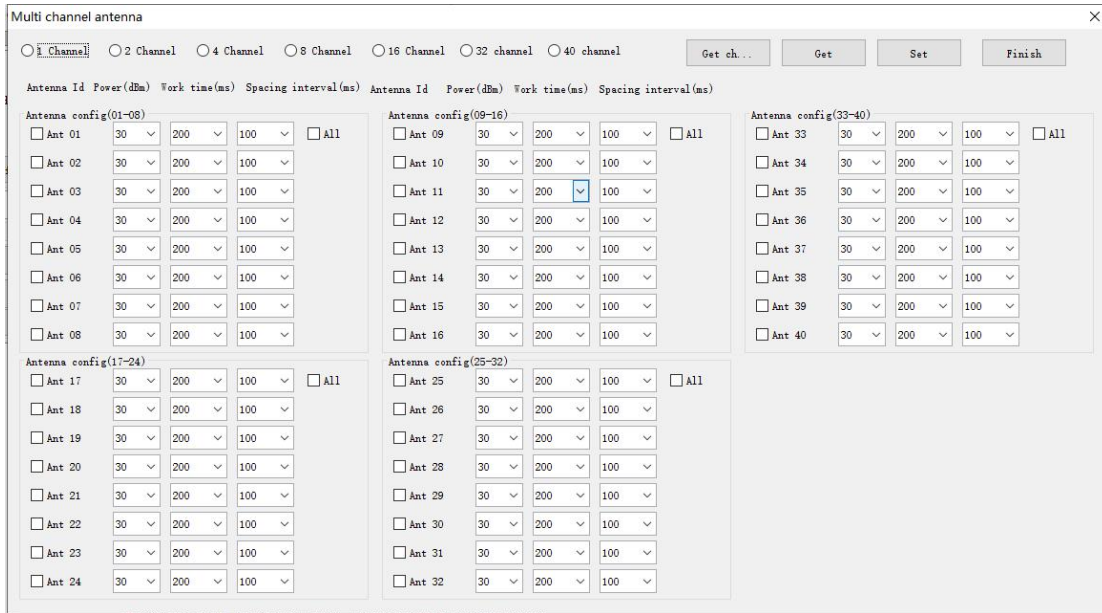 Multi channel antenna
1 Channel 2 Channel 4 Channel 8 Channel 16 Channel 32 channel 40 channel Get ch... Get Set Finish
Antenna Id Power(dBm) Work time(ms) Spacing interval(ms) Antenna Id Power(dBm) Work time(ms) Spacing interval(ms)
Antenna config(01-08) Antenna config(09-16) Antenna config(33-40)
Ant 01 30 200 100 All Ant 09 30 200 100 All Ant 33 30 200 100 All
Ant 02 30 200 100 Ant 10 30 200 100 Ant 34 30 200 100
Ant 03 30 200 100 Ant 11 30 200 100 Ant 35 30 200 100
Ant 04 30 200 100 Ant 12 30 200 100 Ant 36 30 200 100
Ant 05 30 200 100 Ant 13 30 200 100 Ant 37 30 200 100
Ant 06 30 200 100 Ant 14 30 200 100 Ant 38 30 200 100
Ant 07 30 200 100 Ant 15 30 200 100 Ant 39 30 200 100
Ant 08 30 200 100 Ant 16 30 200 100 Ant 40 30 200 100
Antenna config(17-24) Antenna config(25-32)
Ant 17 30 200 100 All Ant 25 30 200 100 All
Ant 18 30 200 100 Ant 26 30 200 100
Ant 19 30 200 100 Ant 27 30 200 100
Ant 20 30 200 100 Ant 28 30 200 100
Ant 21 30 200 100 Ant 29 30 200 100
Ant 22 30 200 100 Ant 30 30 200 100
Ant 23 30 200 100 Ant 31 30 200 100
Ant 24 30 200 100 Ant 32 30 200 100